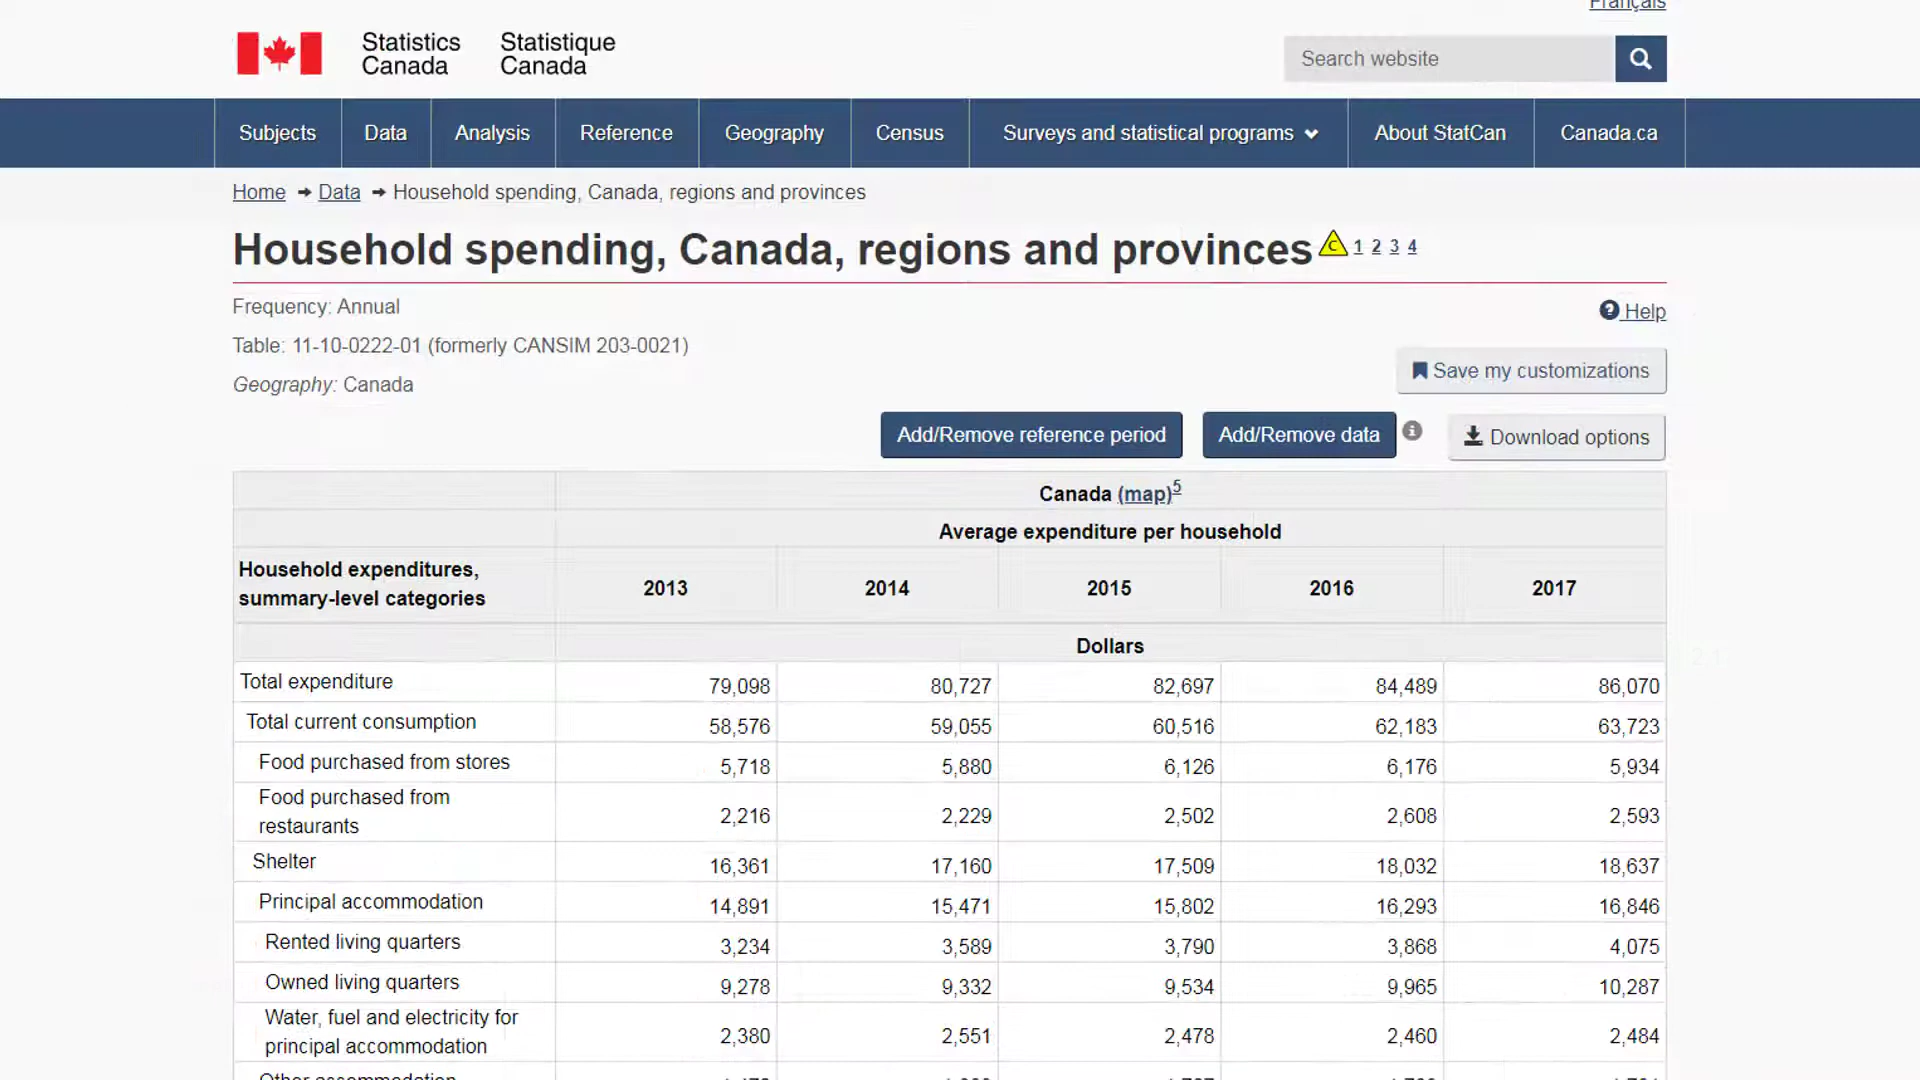 Français
Statistics Canada Statistique Canada
Search website
Subjects Data Analysis Reference Geography Census Surveys and statistical programs About StatCan Canada.ca
Home → Data → Household spending, Canada, regions and provinces
Household spending, Canada, regions and provinces C 1 2 3 4
Frequency: Annual
? Help
Table: 11-10-0222-01 (formerly CANSIM 203-0021)
Save my customizations
Geography: Canada
Add/Remove reference period Add/Remove data i Download options
Canada (map)5
Average expenditure per household
Household expenditures, summary-level categories 2013 2014 2015 2016 2017
Dollars
Total expenditure 79,098 80,727 82,697 84,489 86,070
Total current consumption 58,576 59,055 60,516 62,183 63,723
Food purchased from stores 5,718 5,880 6,126 6,176 5,934
Food purchased from restaurants 2,216 2,229 2,502 2,608 2,593
Shelter 16,361 17,160 17,509 18,032 18,637
Principal accommodation 14,891 15,471 15,802 16,293 16,846
Rented living quarters 3,234 3,589 3,790 3,868 4,075
Owned living quarters 9,278 9,332 9,534 9,965 10,287
Water, fuel and electricity for principal accommodation 2,380 2,551 2,478 2,460 2,484
Other accommodation